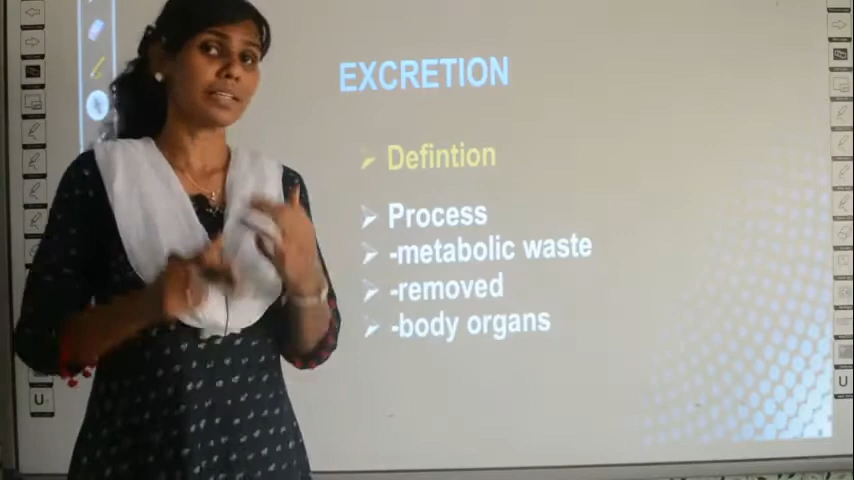 EXCRETION
Defintion
Process
-metabolic waste
-removed
-body organs
U
U